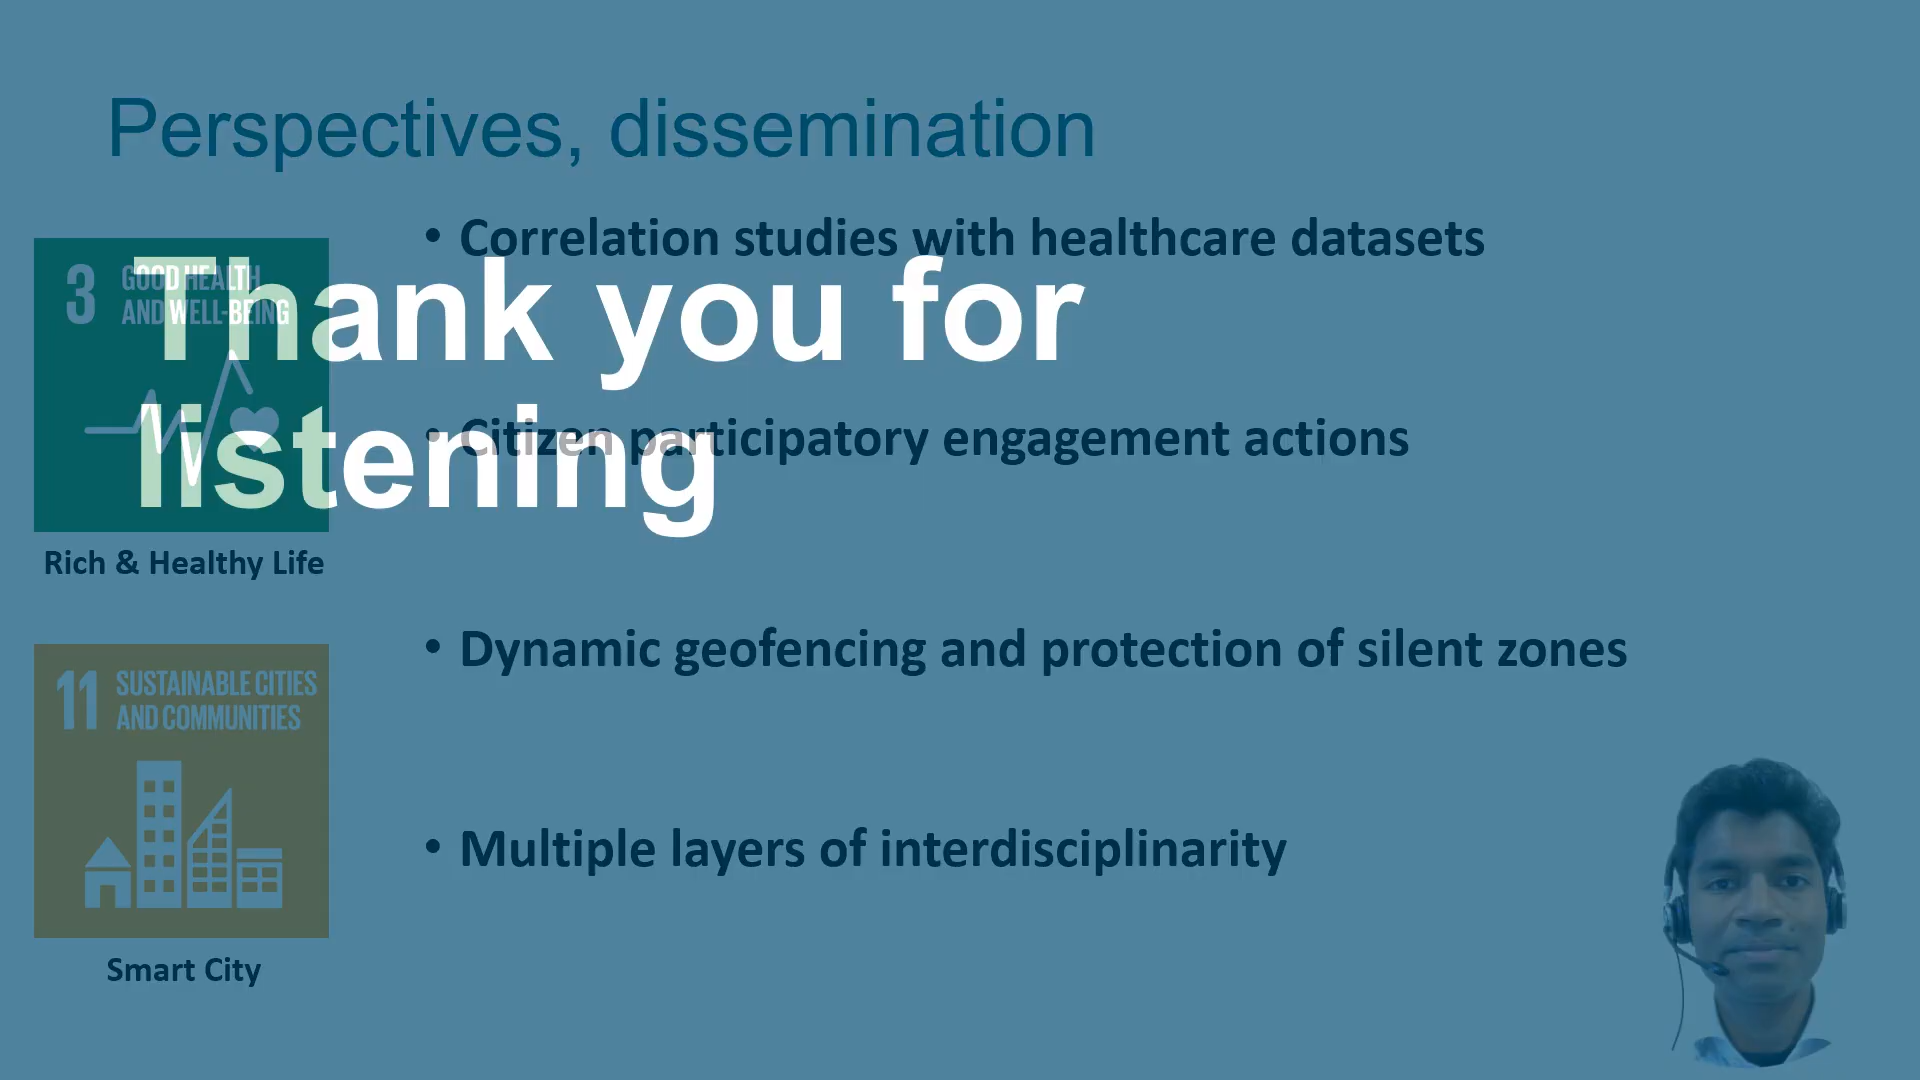 Perspectives, dissemination
• Correlation studies with healthcare datasets
3 GOOD HEALTH
AND WELL-BEING
Thank you for
listening
• Citizen participatory engagement actions
Rich & Healthy Life
• Dynamic geofencing and protection of silent zones
11 SUSTAINABLE CITIES
AND COMMUNITIES
• Multiple layers of interdisciplinarity
Smart City